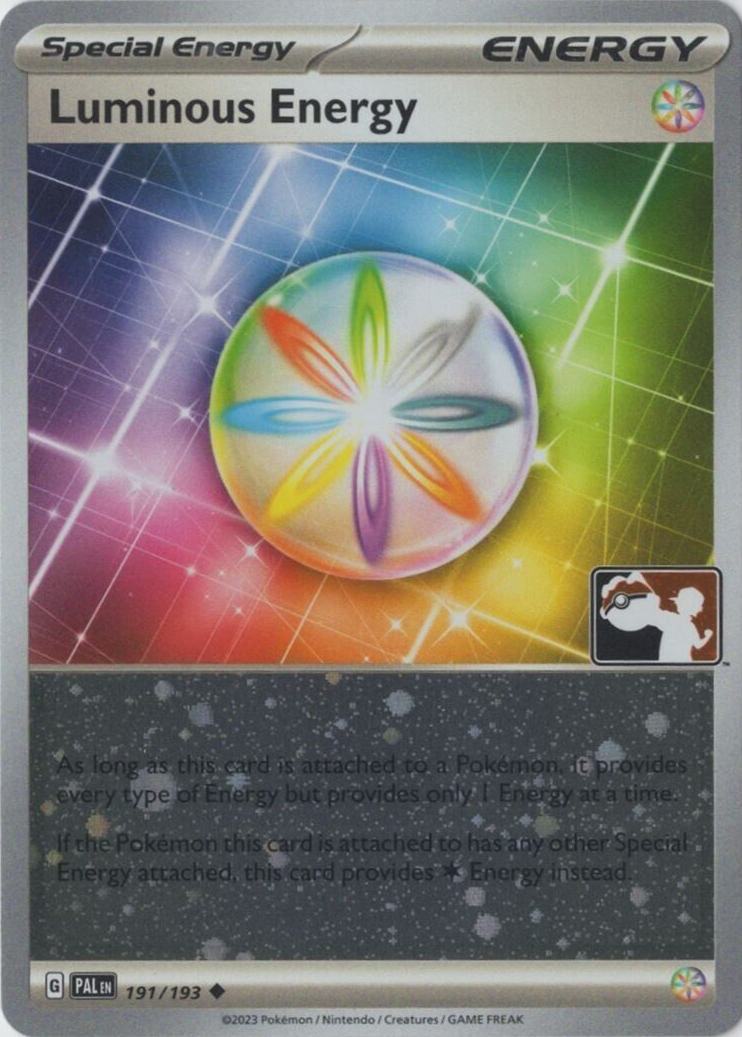 Special Energy
ENERGY
Luminous Energy
As long as this card is attached to a Pokémon, it provides
every type of Energy but provides only 1 Energy at a time.
If the Pokémon this card is attached to has any other Special
Energy attached, this card provides Energy instead.
G PAL EN 191/193
©2023 Pokémon / Nintendo / Creatures / GAME FREAK